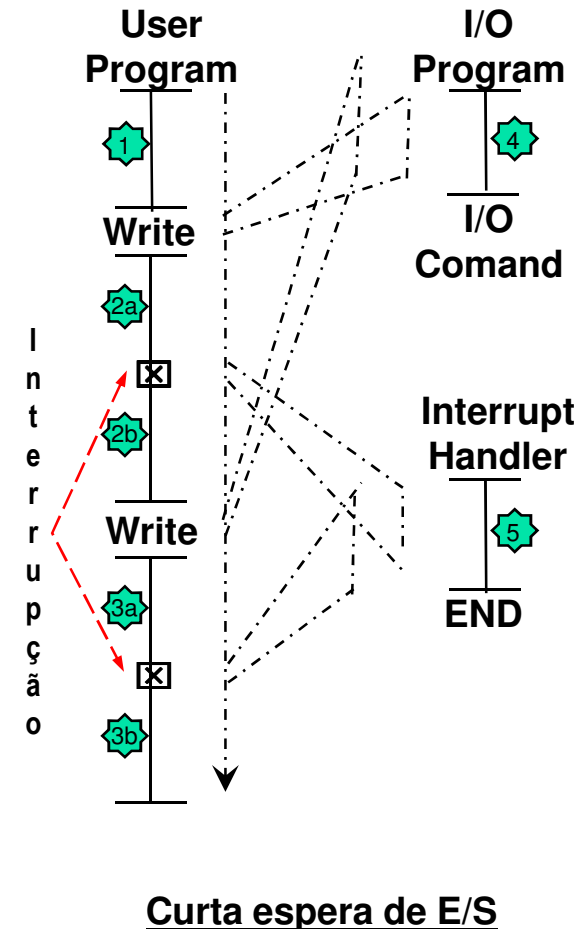 User
Program
1
Write
2a
2b
Write
3a
3b
Interrupção
I/O
Program
4
I/O
Comand
Interrupt
Handler
5
END
Curta espera de E/S